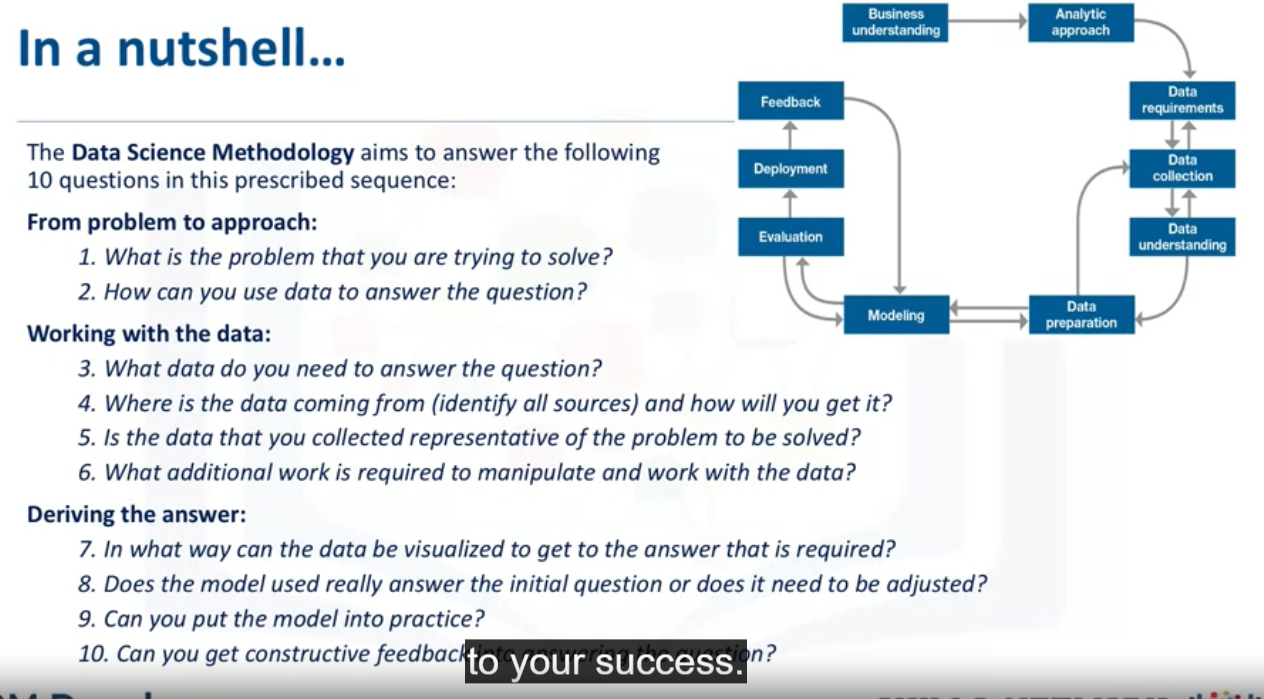 In a nutshell...
The Data Science Methodology aims to answer the following
10 questions in this prescribed sequence:
From problem to approach:
1. What is the problem that you are trying to solve?
2. How can you use data to answer the question?
Working with the data:
3. What data do you need to answer the question?
4. Where is the data coming from (identify all sources) and how will you get it?
5. Is the data that you collected representative of the problem to be solved?
6. What additional work is required to manipulate and work with the data?
Deriving the answer:
7. In what way can the data be visualized to get to the answer that is required?
8. Does the model used really answer the initial question or does it need to be adjusted?
9. Can you put the model into practice?
10. Can you get constructive feedback into answering the question?
to your success.
Business
understanding
Analytic
approach
Data
requirements
Data
collection
Data
understanding
Data
preparation
Modeling
Evaluation
Deployment
Feedback